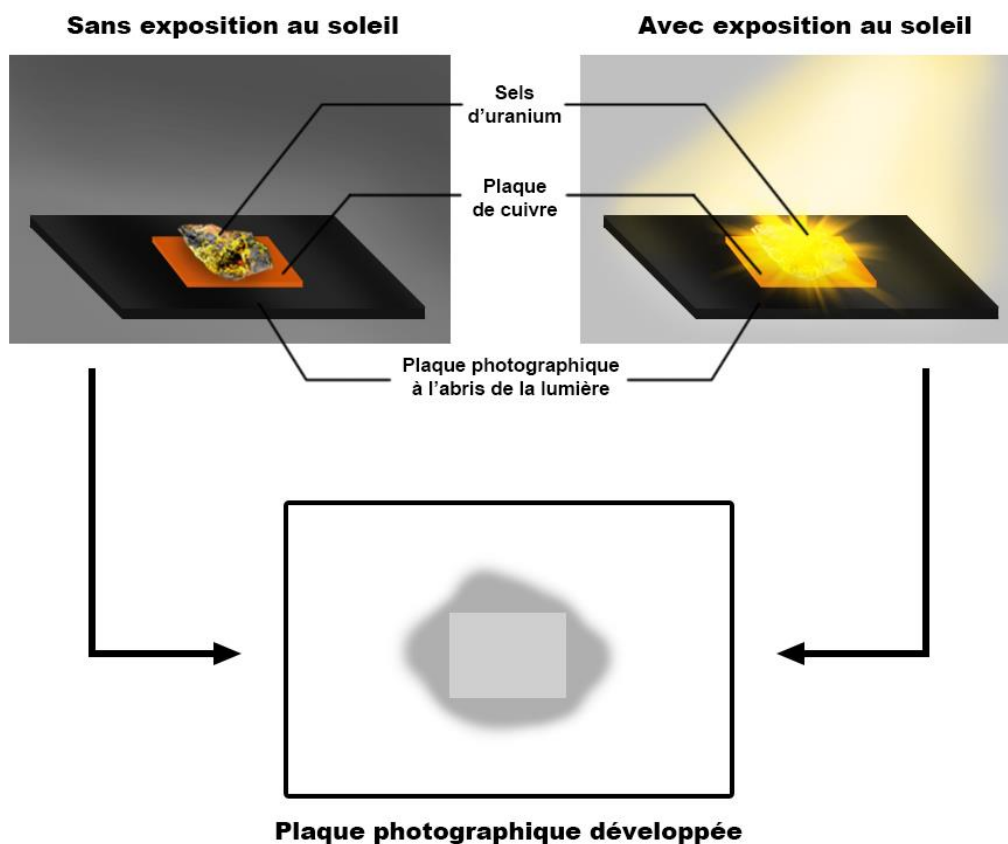 Sans exposition au soleil
Avec exposition au soleil
Sels
d'uranium
Plaque
de cuivre
Plaque photographique
à l'abris de la lumière
Plaque photographique développée